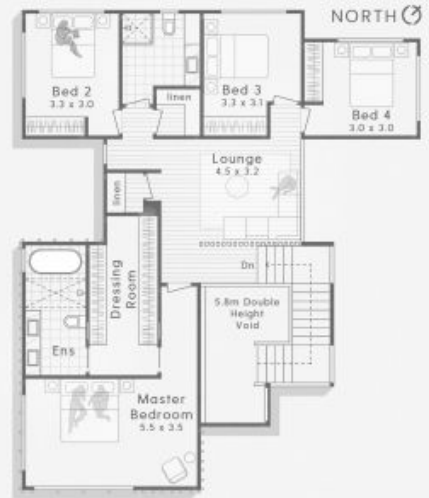 NORTH
Bed 2
3.3 x 3.0
linen
Bed 3
3.3 x 3.1
Bed 4
3.0 x 3.0
Lounge
4.5 x 3.2
linen
Dn
Dressing
Room
5.8m Double
Height
Void
Ens
Master
Bedroom
5.5 x 3.5